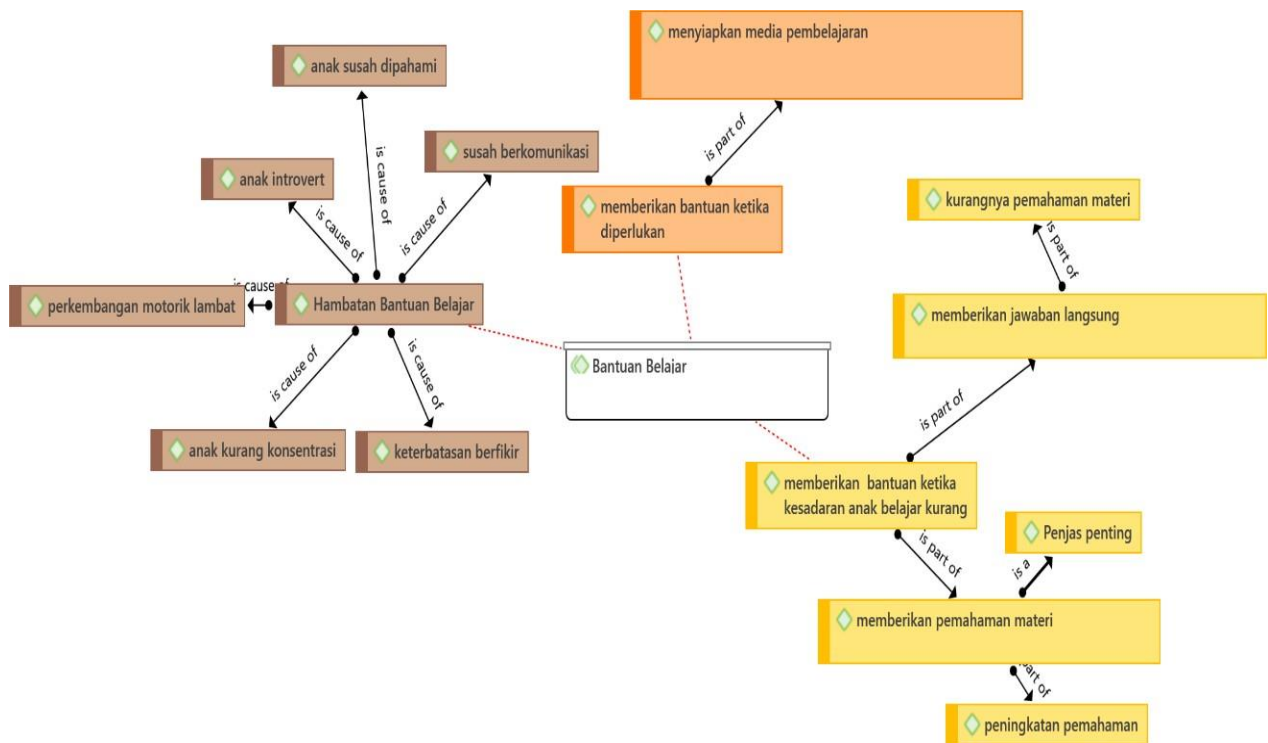 menyiapkan media pembelajaran
anak susah dipahami
is part of
is cause of
susah berkomunikasi
anak introvert
is cause of
is cause of
memberikan bantuan ketika
diperlukan
kurangnya pemahaman materi
is part of
is cause of
perkembangan motorik lambat
Hambatan Bantuan Belajar
memberikan jawaban langsung
is cause of
is cause of
Bantuan Belajar
is part of
anak kurang konsentrasi
keterbatasan berfikir
memberikan bantuan ketika
kesadaran anak belajar kurang
is part of
Penjas penting
is a
memberikan pemahaman materi
part of
peningkatan pemahaman